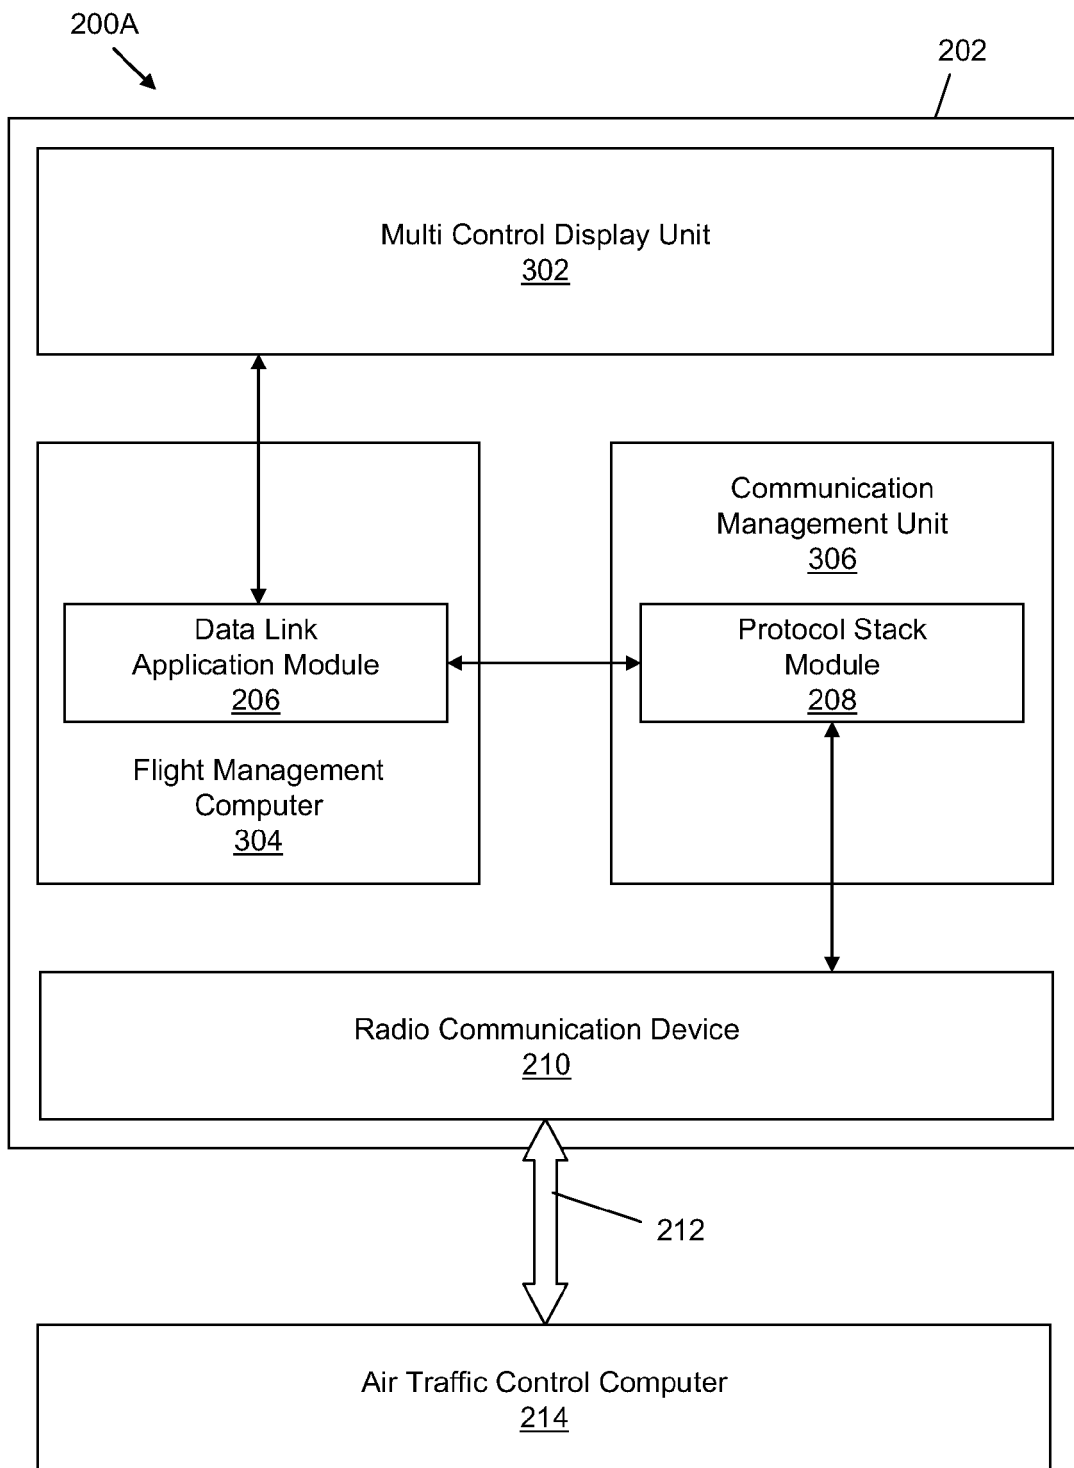 200A
202
Multi Control Display Unit
302
Communication
Management Unit
306
Data Link
Application Module
206
Protocol Stack
Module
208
Flight Management
Computer
304
Radio Communication Device
210
212
Air Traffic Control Computer
214